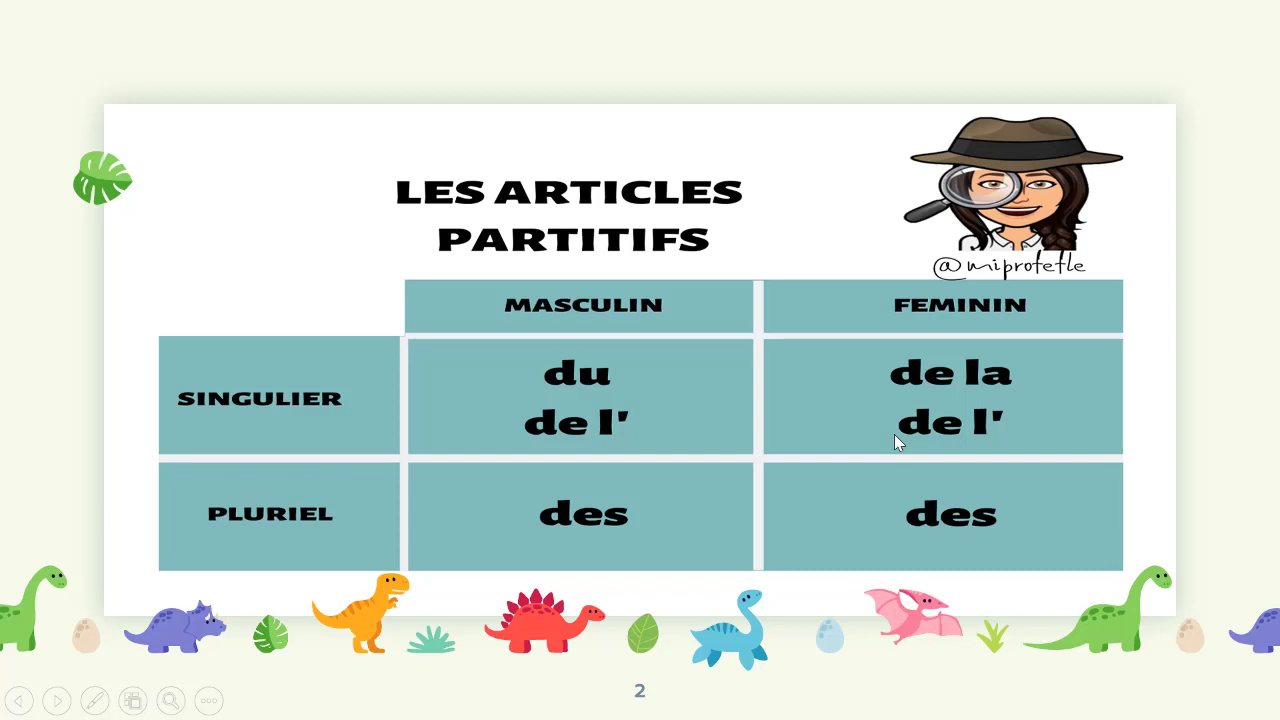 LES ARTICLES
PARTITIFS
@miprofefle
MASCULIN FEMININ
SINGULIER
du de la
de l' de l'
PLURIEL des des
2